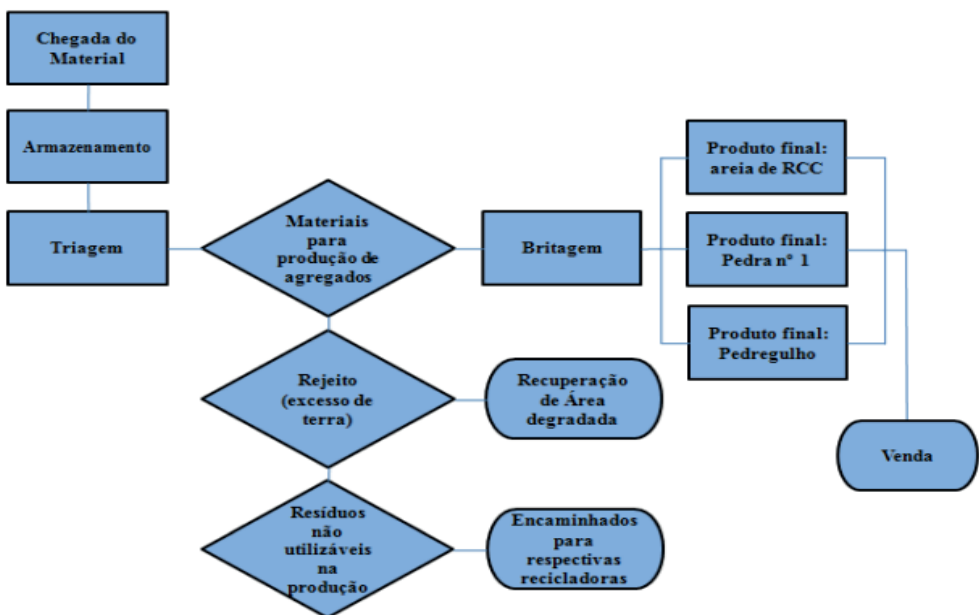 Chegada do
Material
Armazenamento
Triagem
Materiais
para
produção de
agregados
Britagem
Produto final:
areia de RCC
Produto final:
Pedra nº 1
Produto final:
Pedregulho
Venda
Rejeito
(excesso de
terra)
Recuperação
de Área
degradada
Resíduos
não
utilizáveis
na
produção
Encaminhados
para
respectivas
recicladoras